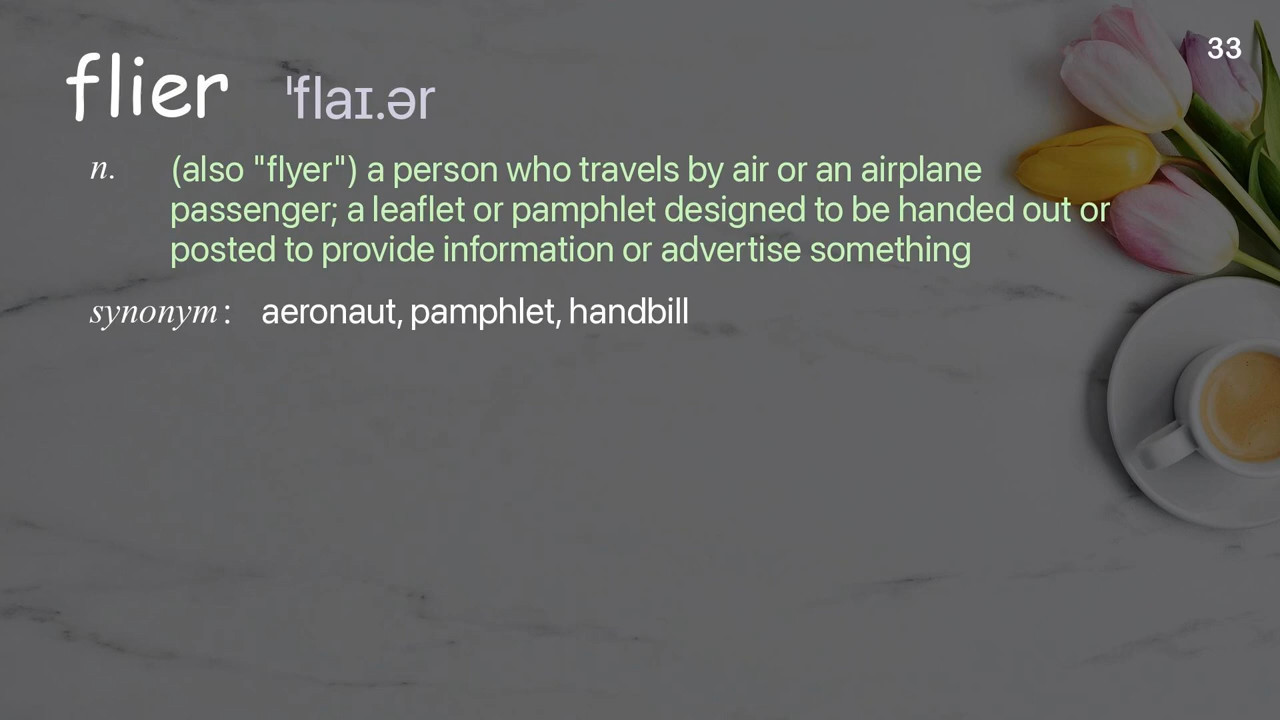 33
flier ˈflaɪ.ər
n. (also "flyer") a person who travels by air or an airplane
passenger; a leaflet or pamphlet designed to be handed out or
posted to provide information or advertise something
synonym: aeronaut, pamphlet, handbill